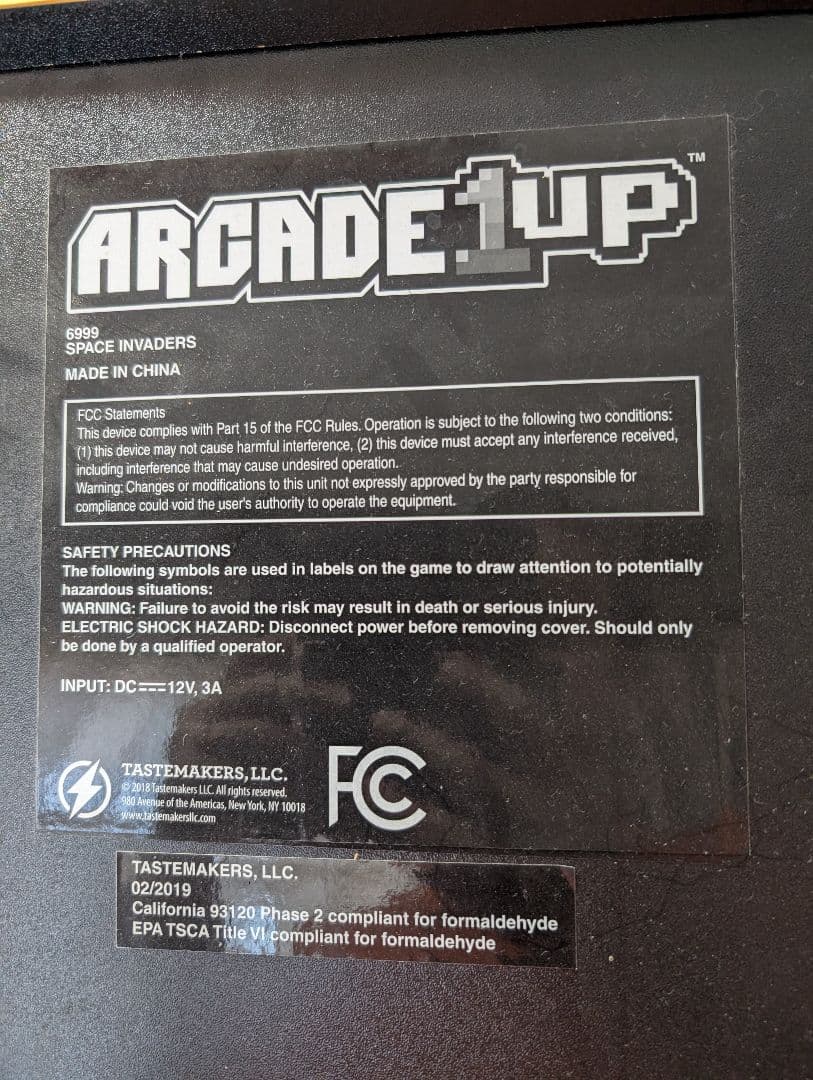 ARCADE1UP™
6999
SPACE INVADERS
MADE IN CHINA
FCC Statements
This device complies with Part 15 of the FCC Rules. Operation is subject to the following two conditions:
(1) this device may not cause harmful interference, (2) this device must accept any interference received,
including interference that may cause undesired operation.
Warning: Changes or modifications to this unit not expressly approved by the party responsible for
compliance could void the user's authority to operate the equipment.
SAFETY PRECAUTIONS
The following symbols are used in labels on the game to draw attention to potentially
hazardous situations:
WARNING: Failure to avoid the risk may result in death or serious injury.
ELECTRIC SHOCK HAZARD: Disconnect power before removing cover. Should only
be done by a qualified operator.
INPUT: DC⎓12V, 3A
TASTEMAKERS, LLC.
© 2018 Tastemakers LLC. All rights reserved.
980 Avenue of the Americas, New York, NY 10018
www.tastemakersllc.com
FC
TASTEMAKERS, LLC.
02/2019
California 93120 Phase 2 compliant for formaldehyde
EPA TSCA Title VI compliant for formaldehyde